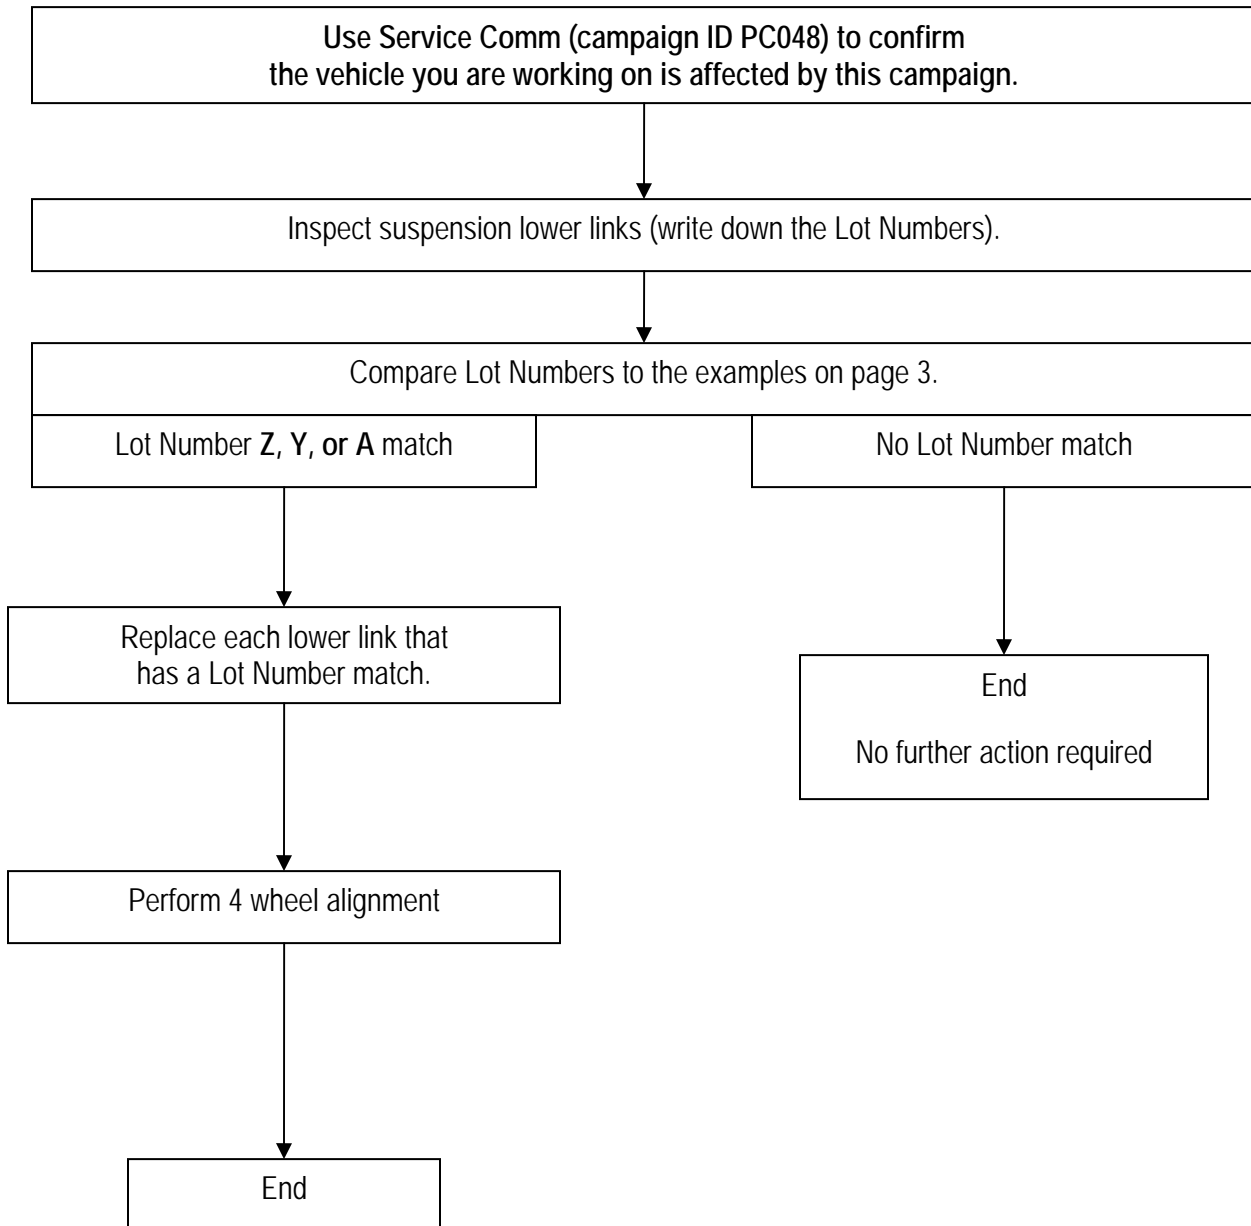 Use Service Comm (campaign ID PC048) to confirm
the vehicle you are working on is affected by this campaign.
Inspect suspension lower links (write down the Lot Numbers).
Compare Lot Numbers to the examples on page 3.
Lot Number Z, Y, or A match
No Lot Number match
Replace each lower link that
has a Lot Number match.
End
No further action required
Perform 4 wheel alignment
End